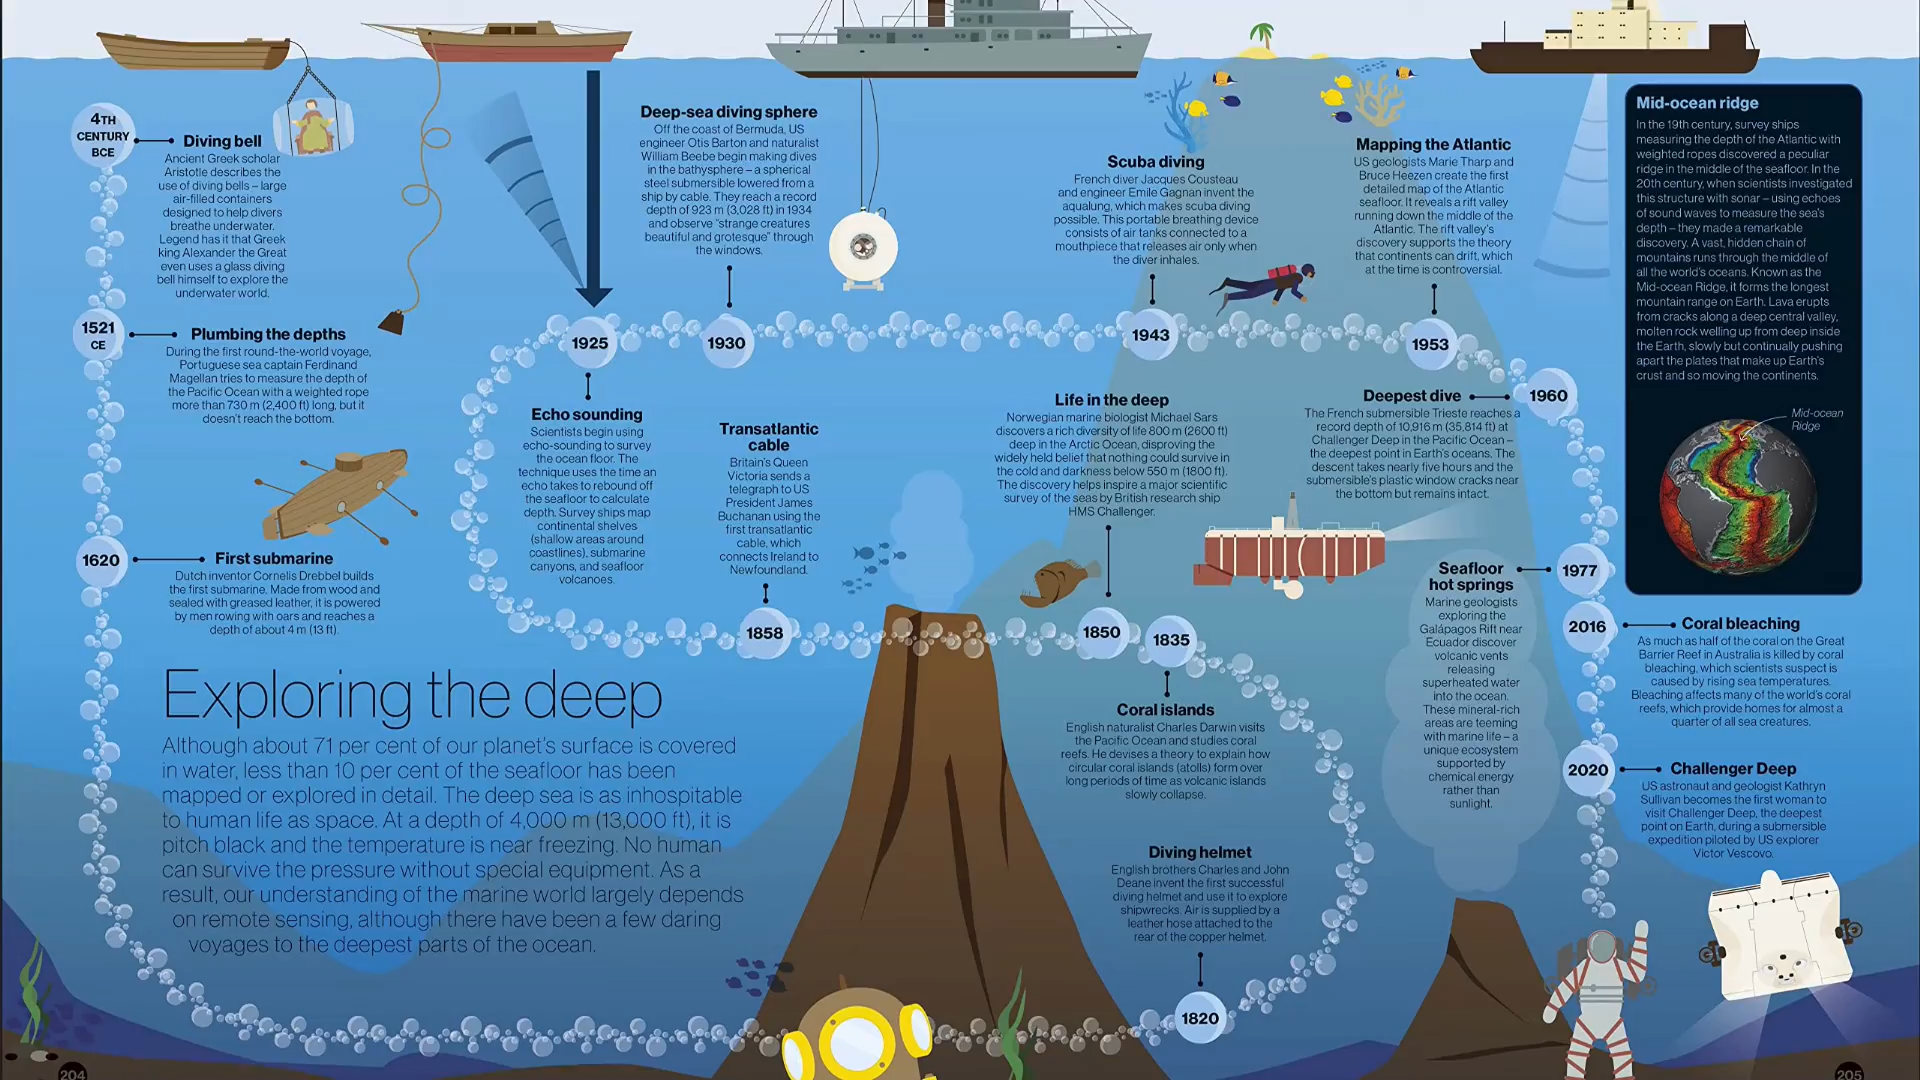 4TH
CENTURY
BCE
Diving bell
Ancient Greek scholar
Aristotle describes the
use of diving bells – large
air-filled containers
designed to help divers
breathe underwater.
Legend has it that Greek
king Alexander the Great
even uses a glass diving
bell himself to explore the
underwater world.
1521
CE
Plumbing the depths
During the first round-the-world voyage,
Portuguese sea captain Ferdinand
Magellan tries to measure the depth of
the Pacific Ocean with a weighted rope
more than 730 m (2,400 ft) long, but it
doesn't reach the bottom.
1620
First submarine
Dutch inventor Cornelis Drebbel builds
the first submarine. Made from wood and
sealed with greased leather, it is powered
by men rowing with oars and reaches a
depth of about 4 m (13 ft).
Exploring the deep
Although about 71 per cent of our planet's surface is covered
in water, less than 10 per cent of the seafloor has been
mapped or explored in detail. The deep sea is as inhospitable
to human life as space. At a depth of 4,000 m (13,000 ft), it is
pitch black and the temperature is near freezing. No human
can survive the pressure without special equipment. As a
result, our understanding of the marine world largely depends
on remote sensing, although there have been a few daring
voyages to the deepest parts of the ocean.
1820
Diving helmet
English brothers Charles and John
Deane invent the first successful
diving helmet and use it to explore
shipwrecks. Air is supplied by a
leather hose attached to the
rear of the copper helmet.
1835
Coral islands
English naturalist Charles Darwin visits
the Pacific Ocean and studies coral
reefs. He devises a theory to explain how
circular coral islands (atolls) form over
long periods of time as volcanic islands
slowly collapse.
1850
Life in the deep
Norwegian marine biologist Michael Sars
discovers a rich diversity of life 800 m (2600 ft)
deep in the Arctic Ocean, disproving the
widely held belief that nothing could survive in
the cold and darkness below 550 m (1800 ft).
The discovery helps inspire a major scientific
survey of the seas by British research ship
HMS Challenger.
1858
Transatlantic
cable
Britain's Queen
Victoria sends a
telegraph to US
President James
Buchanan using the
first transatlantic
cable, which
connects Ireland to
Newfoundland.
1925
Echo sounding
Scientists begin using
echo-sounding to survey
the ocean floor. The
technique uses the time an
echo takes to rebound off
the seafloor to calculate
depth. Survey ships map
continental shelves
(shallow areas around
coastlines), submarine
canyons, and seafloor
volcanoes.
1930
Deep-sea diving sphere
Off the coast of Bermuda, US
engineer Otis Barton and naturalist
William Beebe begin making dives
in the bathysphere – a spherical
steel submersible lowered from a
ship by cable. They reach a record
depth of 923 m (3,028 ft) in 1934
and observe "strange creatures
beautiful and grotesque" through
the windows.
1943
Scuba diving
French diver Jacques Cousteau
and engineer Emile Gagnan invent the
aqualung, which makes scuba diving
possible. This portable breathing device
consists of air tanks connected to a
mouthpiece that releases air only when
the diver inhales.
1953
Mapping the Atlantic
US geologists Marie Tharp and
Bruce Heezen create the first
detailed map of the Atlantic
seafloor. It reveals a rift valley
running down the middle of the
Atlantic. The rift valley's
discovery supports the theory
that continents can drift, which
at the time is controversial.
1960
Deepest dive
The French submersible Trieste reaches a
record depth of 10,916 m (35,814 ft) at
Challenger Deep in the Pacific Ocean –
the deepest point in Earth's oceans. The
descent takes nearly five hours and the
submersible's plastic window cracks near
the bottom but remains intact.
1977
Seafloor
hot springs
Marine geologists
exploring the
Galápagos Rift near
Ecuador discover
volcanic vents
releasing
superheated water
into the ocean.
These mineral-rich
areas are teeming
with marine life – a
unique ecosystem
supported by
chemical energy
rather than
sunlight.
2016
Coral bleaching
As much as half of the coral on the Great
Barrier Reef in Australia is killed by coral
bleaching, which scientists suspect is
caused by rising sea temperatures.
Bleaching affects many of the world's coral
reefs, which provide homes for almost a
quarter of all sea creatures.
2020
Challenger Deep
US astronaut and geologist Kathryn
Sullivan becomes the first woman to
visit Challenger Deep, the deepest
point on Earth, during a submersible
expedition piloted by US explorer
Victor Vescovo.
Mid-ocean ridge
In the 19th century, survey ships
measuring the depth of the Atlantic with
weighted ropes discovered a peculiar
ridge in the middle of the seafloor. In the
20th century, when scientists investigated
this structure with sonar – using echoes
of sound waves to measure the sea's
depth – they made a remarkable
discovery. A vast, hidden chain of
mountains runs through the middle of
all the world's oceans. Known as the
Mid-ocean Ridge, it forms the longest
mountain range on Earth. Lava erupts
from cracks along a deep central valley,
molten rock welling up from deep inside
the Earth, slowly but continually pushing
apart the plates that make up Earth's
crust and so moving the continents.
Mid-ocean
Ridge
204
205